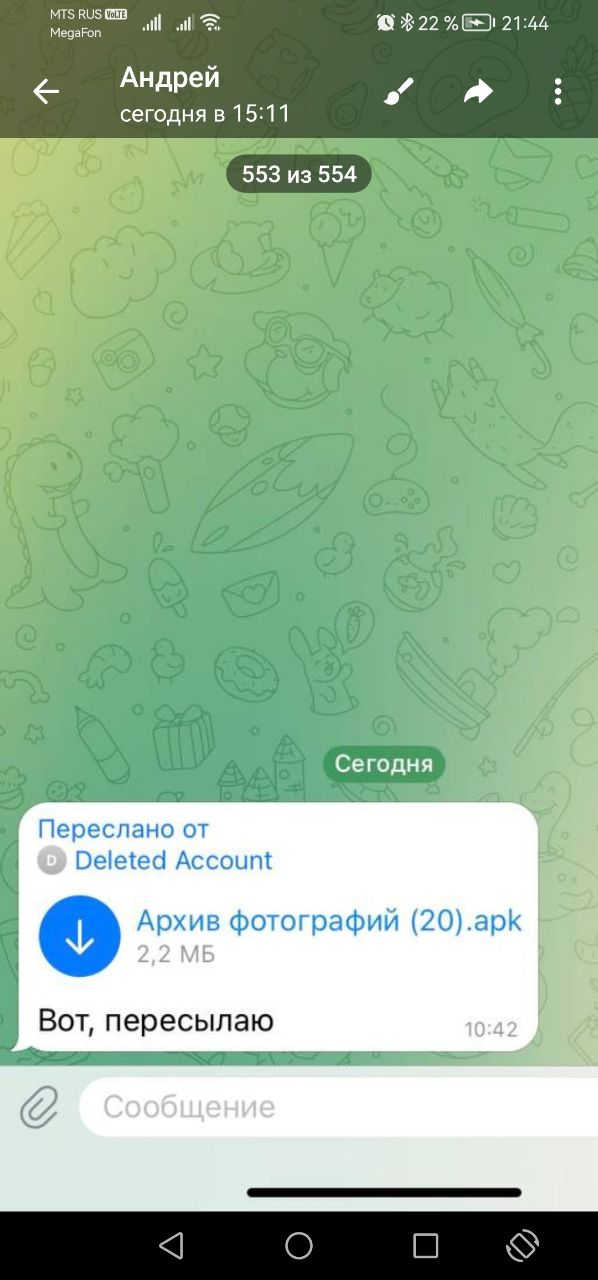 MTS RUS VoLTE
MegaFon
22 % 21:44
Андрей
сегодня в 15:11
553 из 554
Сегодня
Переслано от
D Deleted Account
Архив фотографий (20).apk
2,2 МБ
Вот, пересылаю
10:42
Сообщение